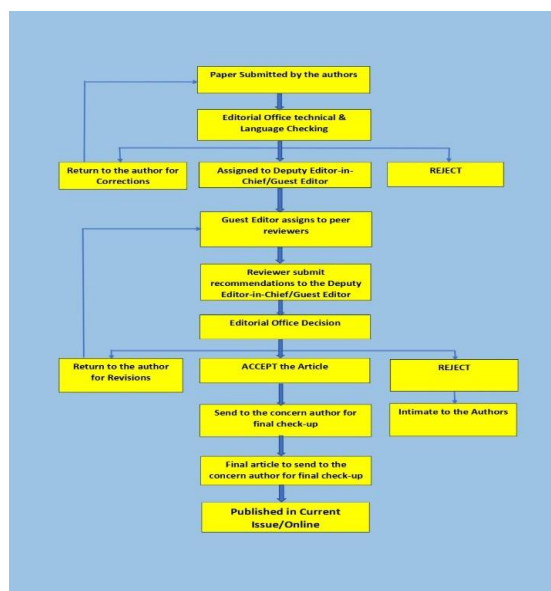 Paper Submitted by the authors
Editorial Office technical &
Language Checking
Return to the author for
Corrections
Assigned to Deputy Editor-in-
Chief/Guest Editor
REJECT
Guest Editor assigns to peer
reviewers
Reviewer submit
recommendations to the Deputy
Editor-in-Chief/Guest Editor
Editorial Office Decision
Return to the author
for Revisions
ACCEPT the Article
REJECT
Send to the concern author for
final check-up
Intimate to the Authors
Final article to send to the
concern author for final check-up
Published in Current
Issue/Online